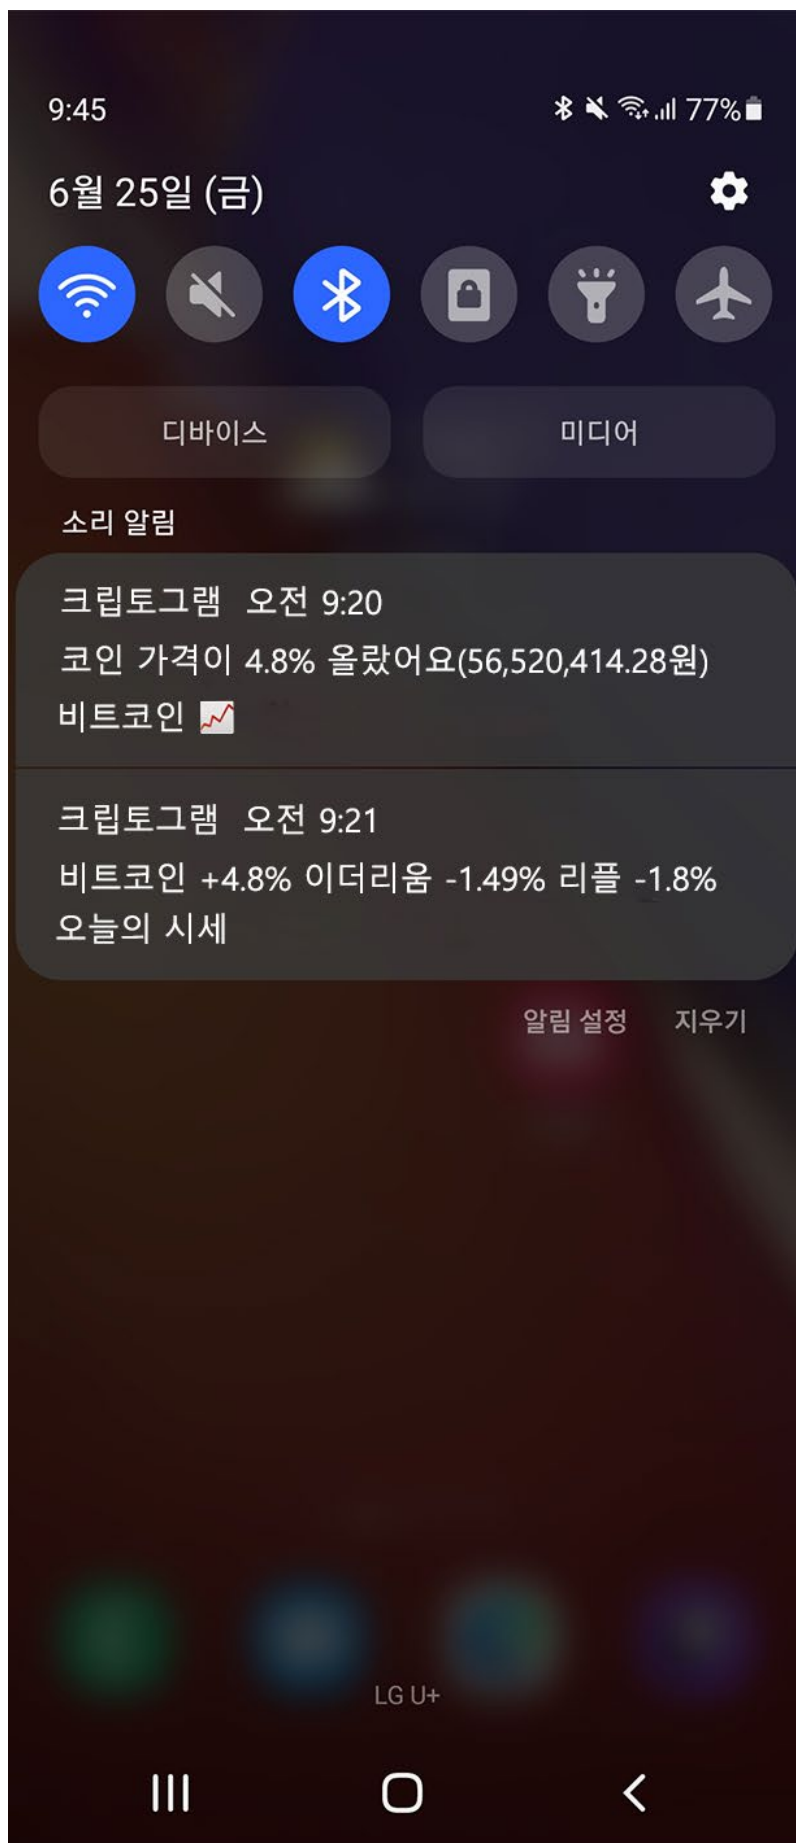 9:45 77%
6월 25일 (금)
디바이스 미디어
소리 알림
크립토그램 오전 9:20
코인 가격이 4.8% 올랐어요(56,520,414.28원)
비트코인 📈
크립토그램 오전 9:21
비트코인 +4.8% 이더리움 -1.49% 리플 -1.8%
오늘의 시세
알림 설정 지우기
LG U+